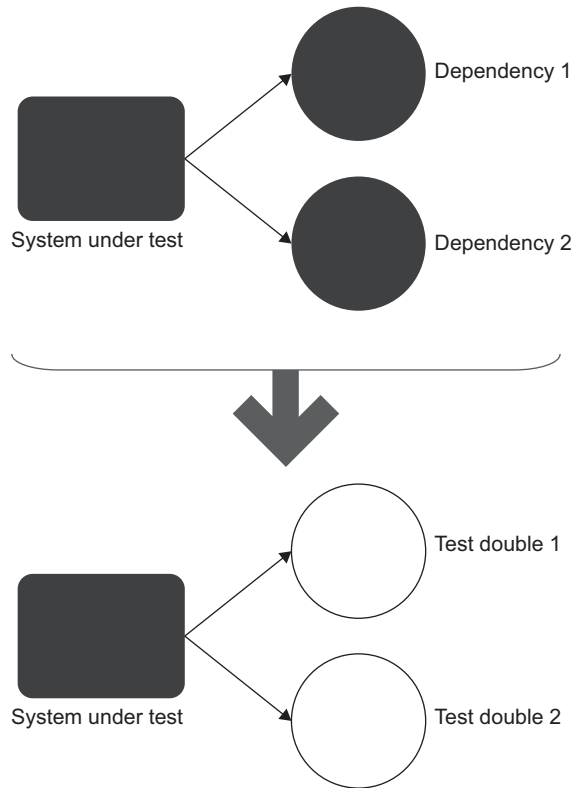 Dependency 1
System under test
Dependency 2
Test double 1
System under test
Test double 2